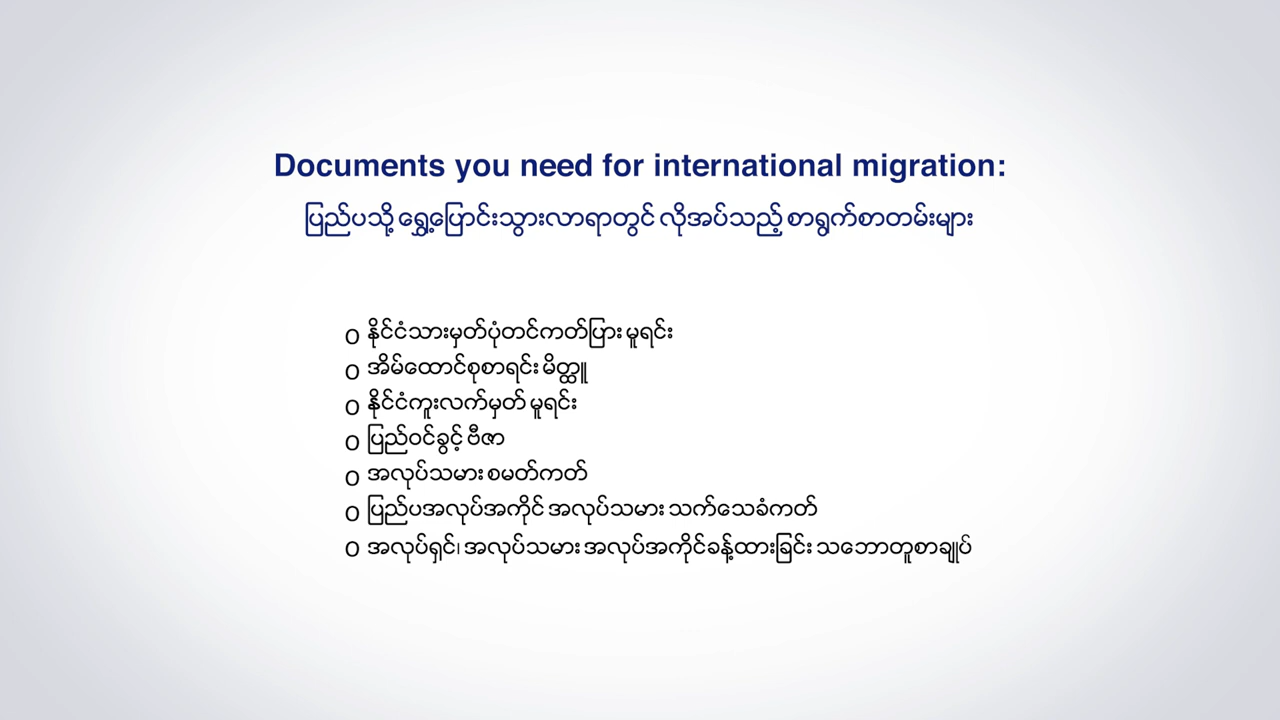 Documents you need for international migration:
ပြည်ပသို့ ရွှေ့ပြောင်းသွားလာရာတွင် လိုအပ်သည့် စာရွက်စာတမ်းများ
o နိုင်ငံသားမှတ်ပုံတင်ကတ်ပြား မူရင်း
o အိမ်ထောင်စုစာရင်း မိတ္ထူ
o နိုင်ငံကူးလက်မှတ် မူရင်း
o ပြည်ဝင်ခွင့် ဗီဇာ
o အလုပ်သမား စမတ်ကတ်
o ပြည်ပအလုပ်အကိုင် အလုပ်သမား သက်သေခံကတ်
o အလုပ်ရှင်၊ အလုပ်သမား အလုပ်အကိုင်ခန့်ထားခြင်း သဘောတူစာချုပ်